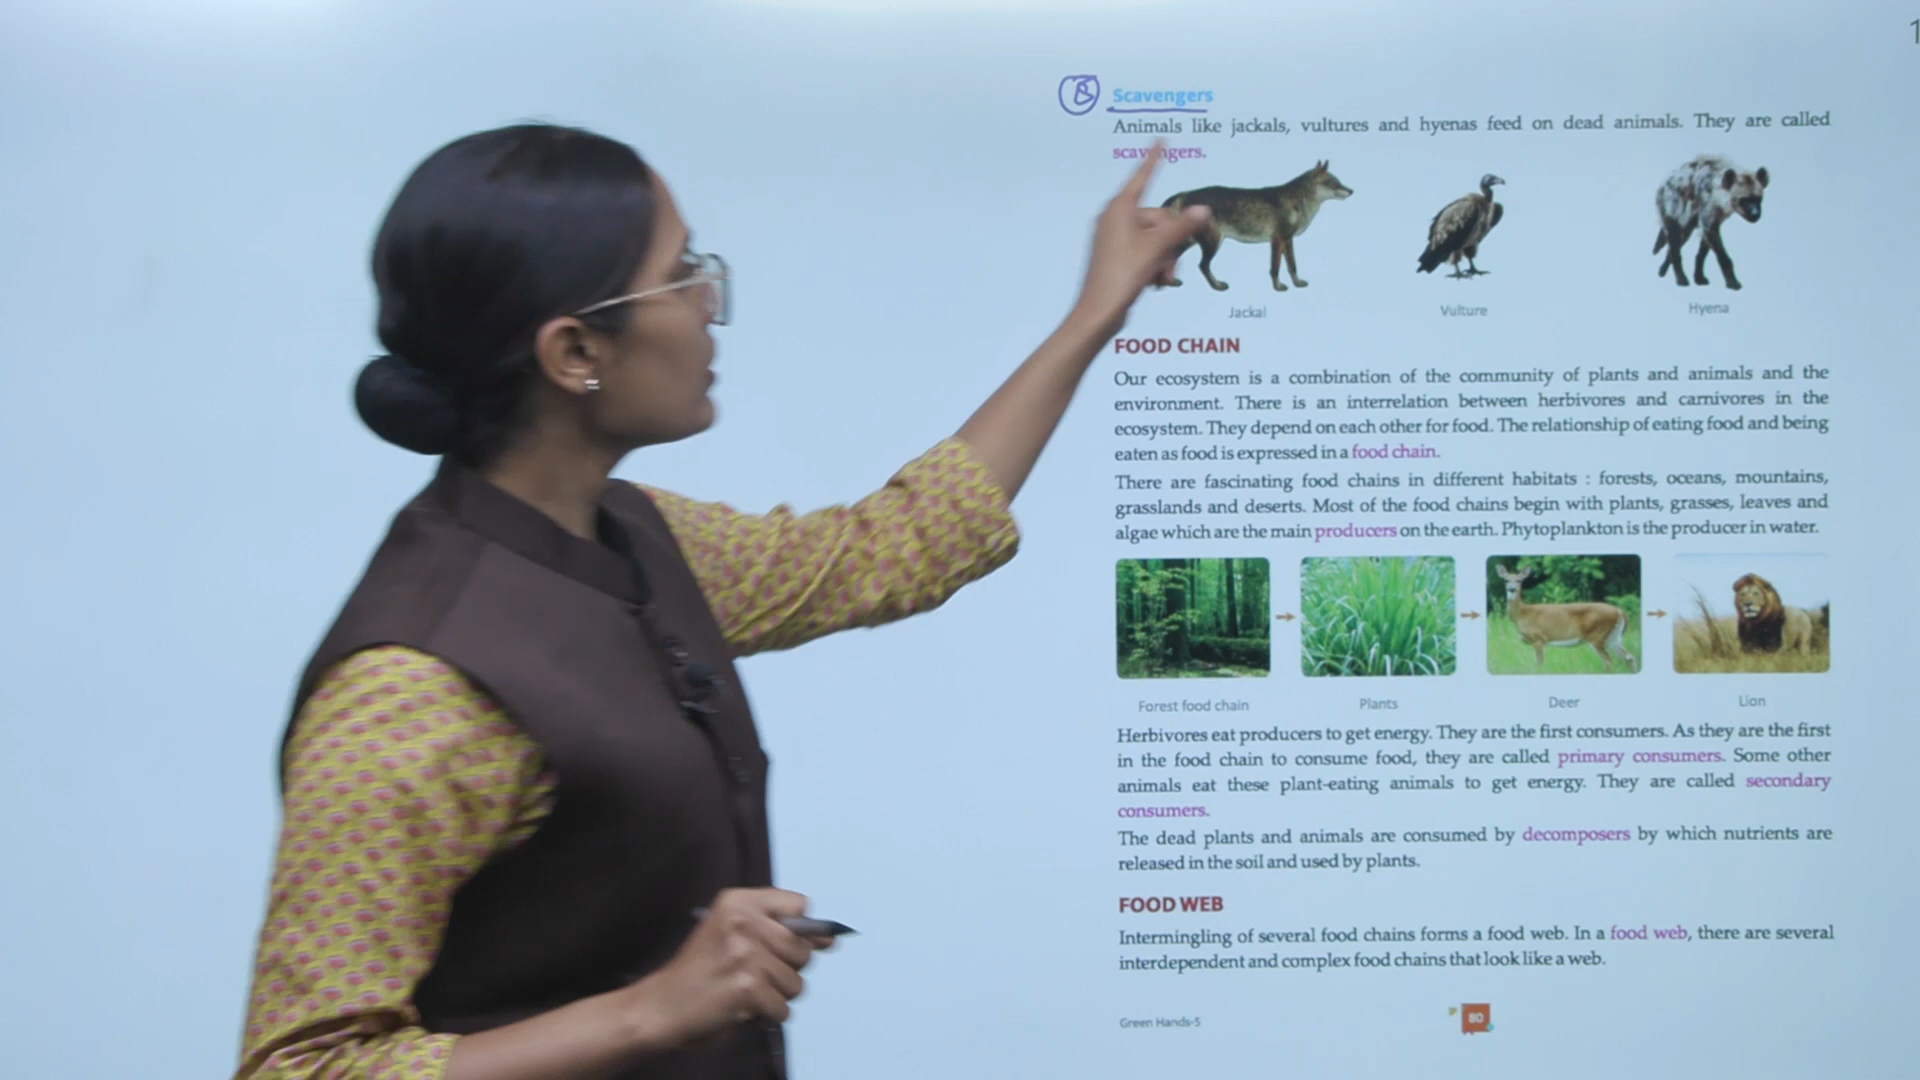 1
Scavengers
Animals like jackals, vultures and hyenas feed on dead animals. They are called
scavengers.
Jackal Vulture Hyena
FOOD CHAIN
Our ecosystem is a combination of the community of plants and animals and the
environment. There is an interrelation between herbivores and carnivores in the
ecosystem. They depend on each other for food. The relationship of eating food and being
eaten as food is expressed in a food chain.
There are fascinating food chains in different habitats : forests, oceans, mountains,
grasslands and deserts. Most of the food chains begin with plants, grasses, leaves and
algae which are the main producers on the earth. Phytoplankton is the producer in water.
Forest food chain Plants Deer Lion
Herbivores eat producers to get energy. They are the first consumers. As they are the first
in the food chain to consume food, they are called primary consumers. Some other
animals eat these plant-eating animals to get energy. They are called secondary
consumers.
The dead plants and animals are consumed by decomposers by which nutrients are
released in the soil and used by plants.
FOOD WEB
Intermingling of several food chains forms a food web. In a food web, there are several
interdependent and complex food chains that look like a web.
Green Hands-5 80